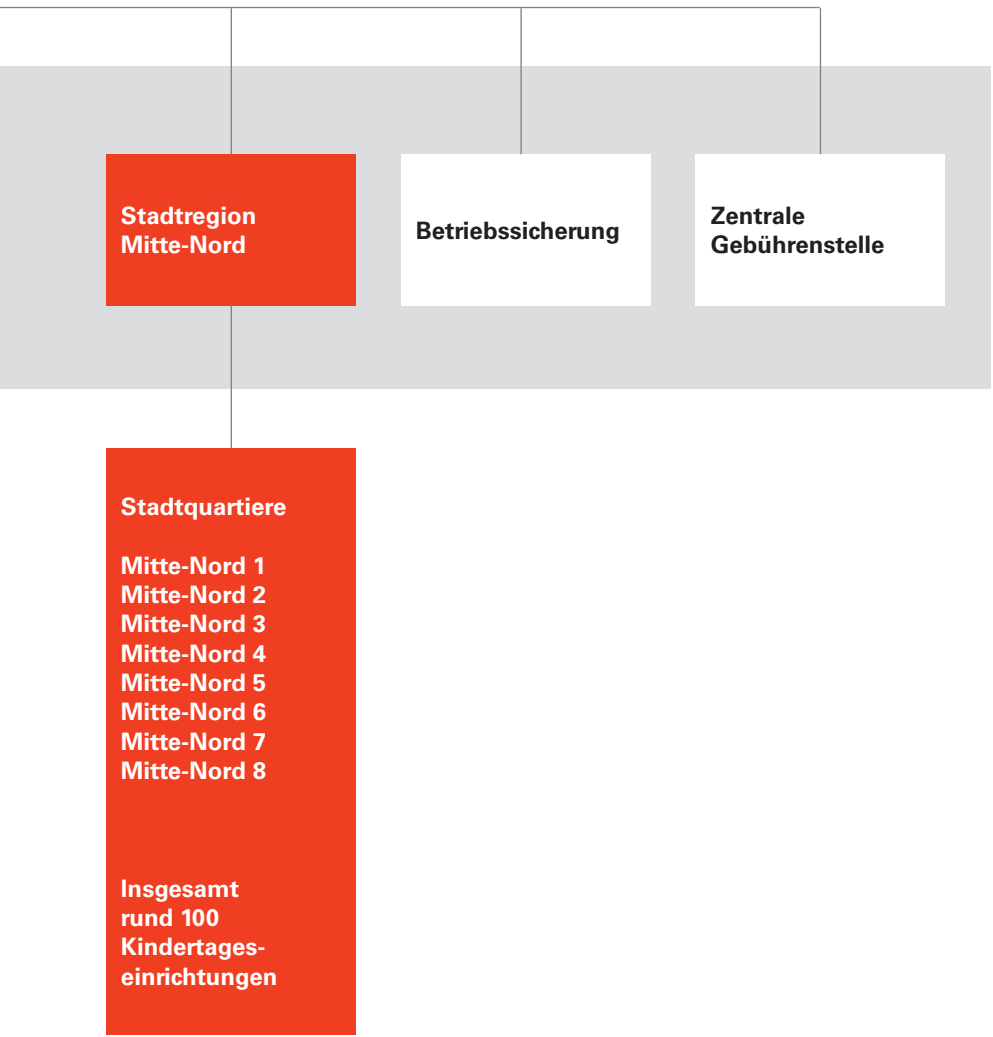 Stadtregion
Mitte-Nord
Betriebssicherung
Zentrale
Gebührenstelle
Stadtquartiere
Mitte-Nord 1
Mitte-Nord 2
Mitte-Nord 3
Mitte-Nord 4
Mitte-Nord 5
Mitte-Nord 6
Mitte-Nord 7
Mitte-Nord 8
Insgesamt
rund 100
Kindertages-
einrichtungen